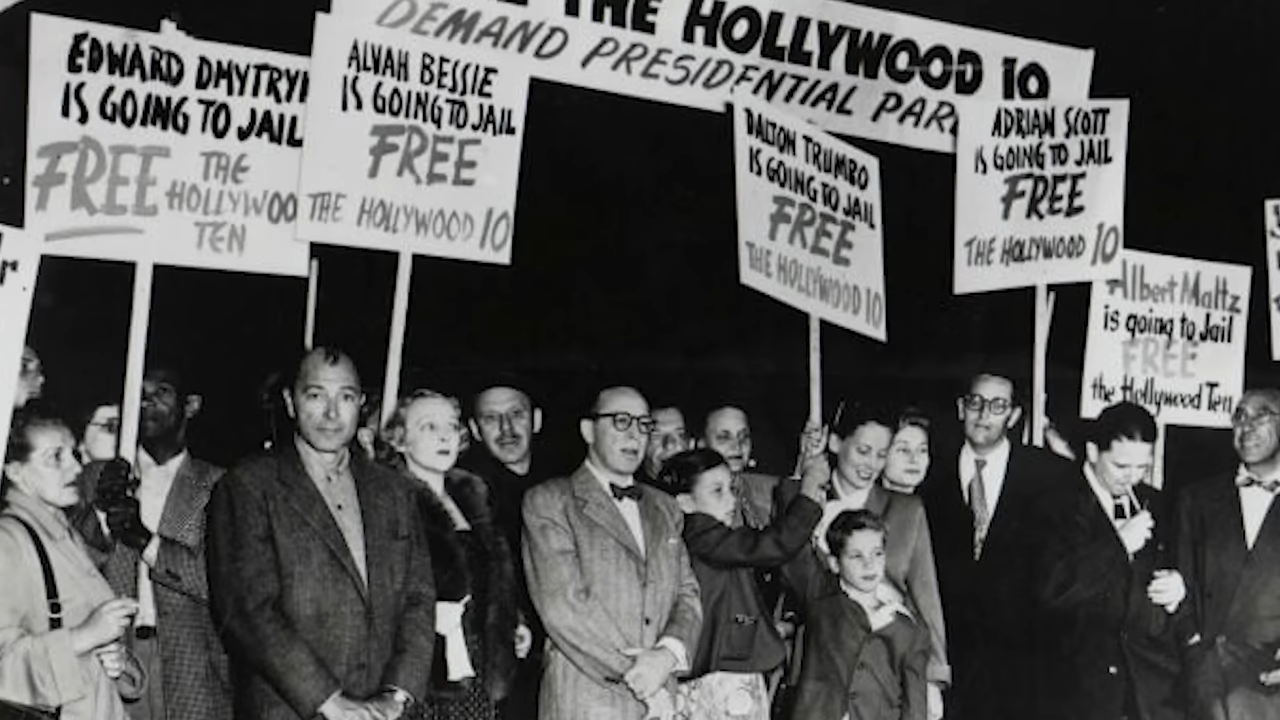 THE HOLLYWOOD 10
DEMAND PRESIDENTIAL PAR
EDWARD DMYTRY
IS GOING TO JAIL
FREE THE
HOLLYWOO
TEN
ALVAH BESSIE
IS GOING TO JAIL
FREE
THE HOLLYWOOD 10
DALTON TRUMBO
IS GOING TO JAIL
FREE
THE HOLLYWOOD 10
ADRIAN SCOTT
IS GOING TO JAIL
FREE
THE HOLLYWOOD 10
Albert Maltz
is going to Jail
FREE
the Hollywood Ten
r